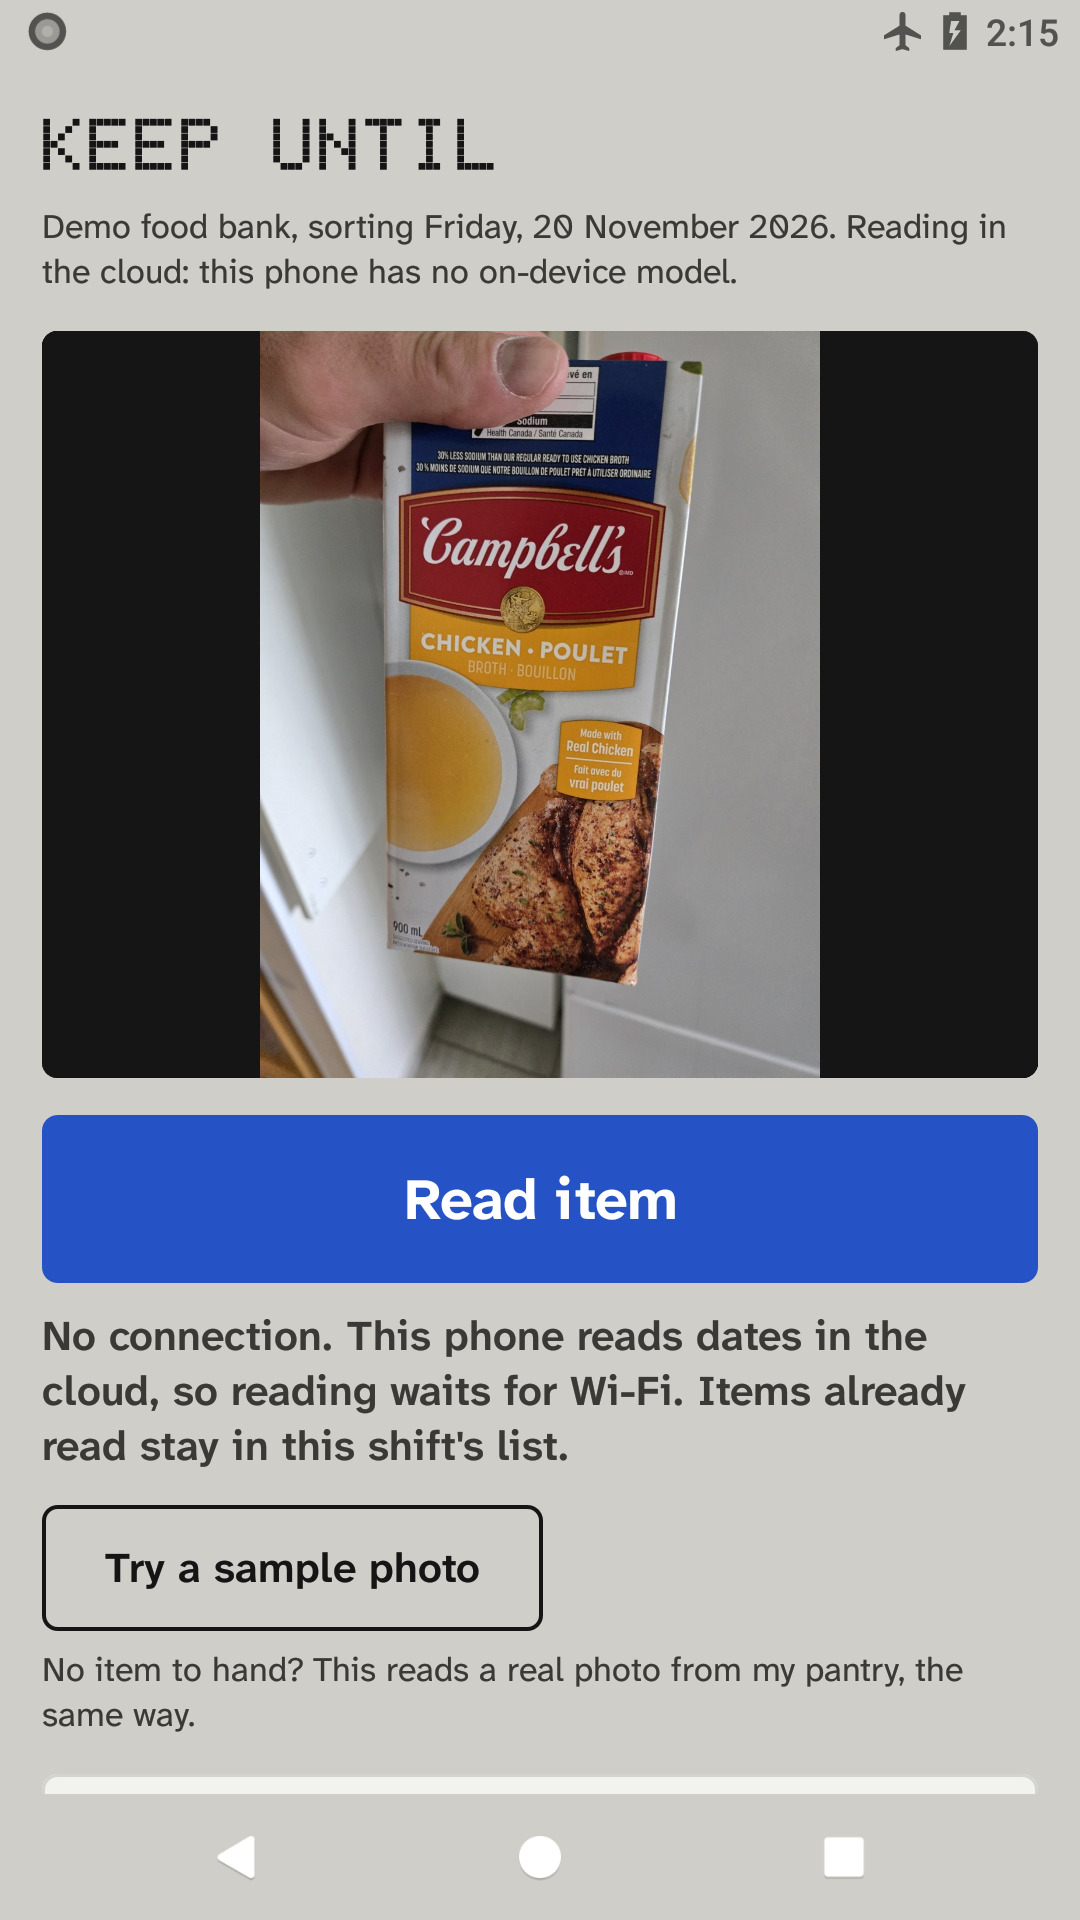 2:15
KEEP UNTIL
Demo food bank, sorting Friday, 20 November 2026. Reading in
the cloud: this phone has no on-device model.
vé en
Sodium
Health Canada / Santé Canada
30% LESS SODIUM THAN OUR REGULAR READY TO USE CHICKEN BROTH
30 % MOINS DE SODIUM QUE NOTRE BOUILLON DE POULET PRÊT À UTILISER ORDINAIRE
Campbell's
CHICKEN · POULET
BROTH · BOUILLON
Made with
Real Chicken
Fait avec du
vrai poulet
900 mL
Read item
No connection. This phone reads dates in the
cloud, so reading waits for Wi-Fi. Items already
read stay in this shift's list.
Try a sample photo
No item to hand? This reads a real photo from my pantry, the
same way.